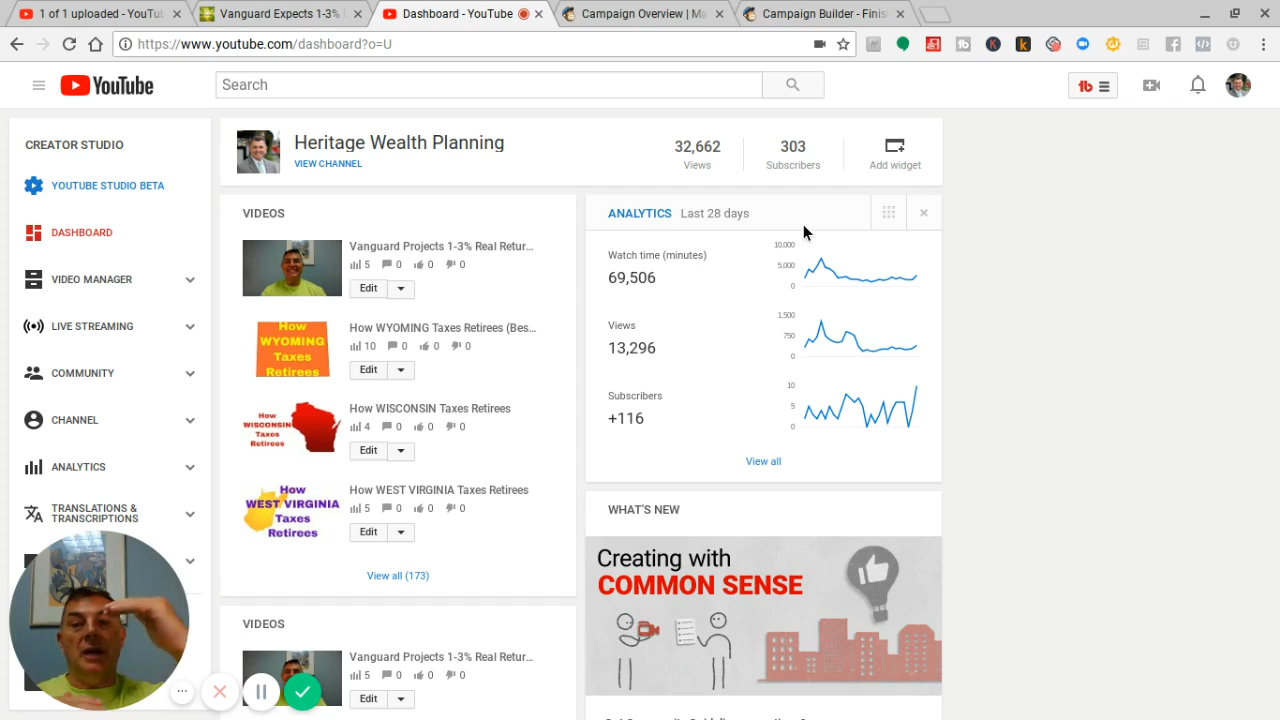 1 of 1 uploaded - YouTu
Vanguard Expects 1-3%
Dashboard - YouTube
Campaign Overview | Ma
Campaign Builder - Finis
https://www.youtube.com/dashboard?o=U
YouTube
Search
CREATOR STUDIO
YOUTUBE STUDIO BETA
DASHBOARD
VIDEO MANAGER
LIVE STREAMING
COMMUNITY
CHANNEL
ANALYTICS
TRANSLATIONS &
TRANSCRIPTIONS
Heritage Wealth Planning
VIEW CHANNEL
32,662
Views
303
Subscribers
Add widget
VIDEOS
Vanguard Projects 1-3% Real Retur...
5 0 0 0
Edit
How
WYOMING
Taxes
Retirees
How WYOMING Taxes Retirees (Bes...
10 0 0 0
Edit
How
WISCONSIN
Taxes
Retirees
How WISCONSIN Taxes Retirees
4 0 0 0
Edit
How
WEST VIRGINIA
Taxes
Retirees
How WEST VIRGINIA Taxes Retirees
5 0 0 0
Edit
View all (173)
VIDEOS
Vanguard Projects 1-3% Real Retur...
5 0 0 0
Edit
ANALYTICS Last 28 days
Watch time (minutes)
69,506
10,000
5,000
0
Views
13,296
1,500
750
0
Subscribers
+116
10
5
0
View all
WHAT'S NEW
Creating with
COMMON SENSE